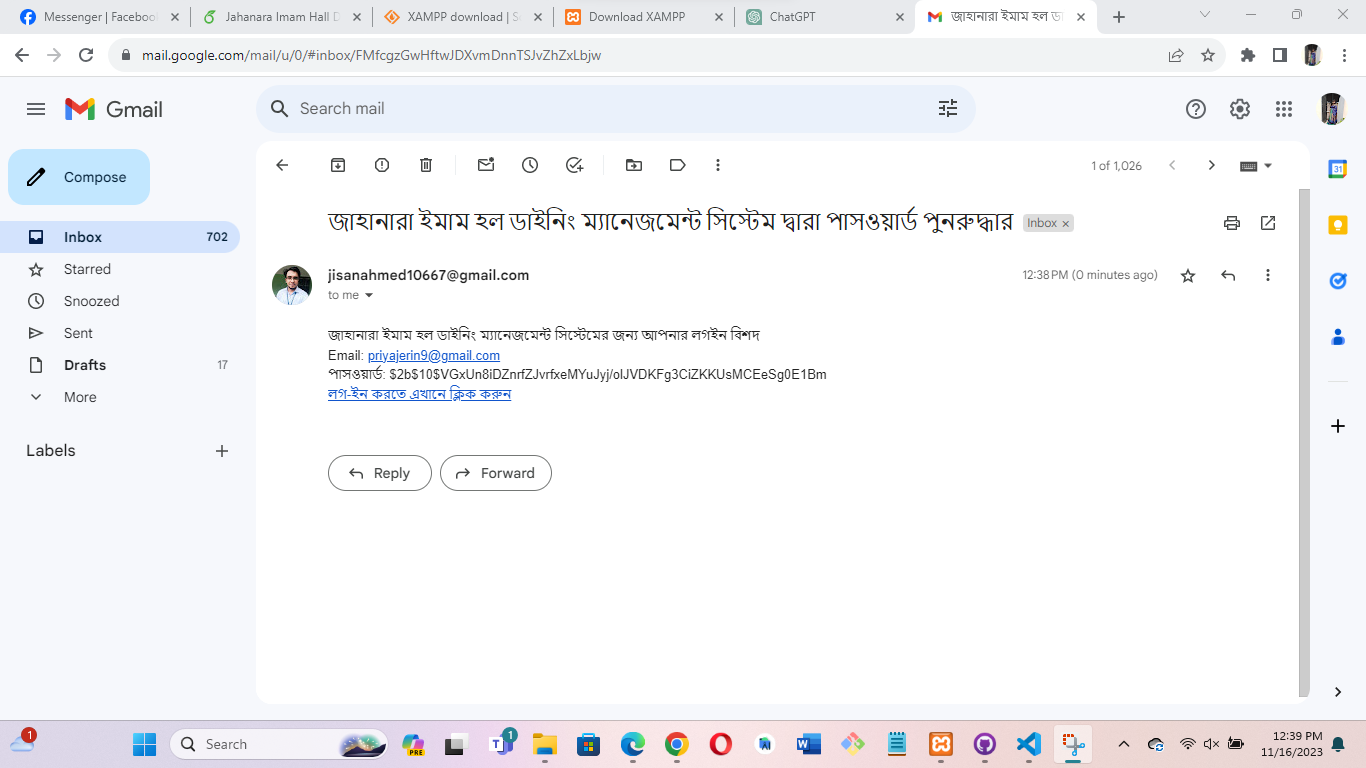 Messenger | Faceboo
Jahanara Imam Hall D
XAMPP download | S
Download XAMPP
ChatGPT
জাহানারা ইমাম হল
mail.google.com/mail/u/0/#inbox/FMfcgzGwHftwJDXvmDnnTSJvZhZxLbjw
Gmail
Search mail
Compose
1 of 1,026
Inbox 702
Starred
Snoozed
Sent
Drafts 17
More
Labels
31
জাহানারা ইমাম হল ডাইনিং ম্যানেজমেন্ট সিস্টেম দ্বারা পাসওয়ার্ড পুনরুদ্ধার Inbox x
jisanahmed10667@gmail.com 12:38 PM (0 minutes ago)
to me
জাহানারা ইমাম হল ডাইনিং ম্যানেজমেন্ট সিস্টেমের জন্য আপনার লগইন বিশদ
Email: priyajerin9@gmail.com
পাসওয়ার্ড: $2b$10$VGxUn8iDZnrfZJvrfxeMYuJyj/olJVDKFg3CiZKKUsMCEeSg0E1Bm
লগ-ইন করতে এখানে ক্লিক করুন
Reply Forward
1
Search
PRE
1
12:39 PM
11/16/2023